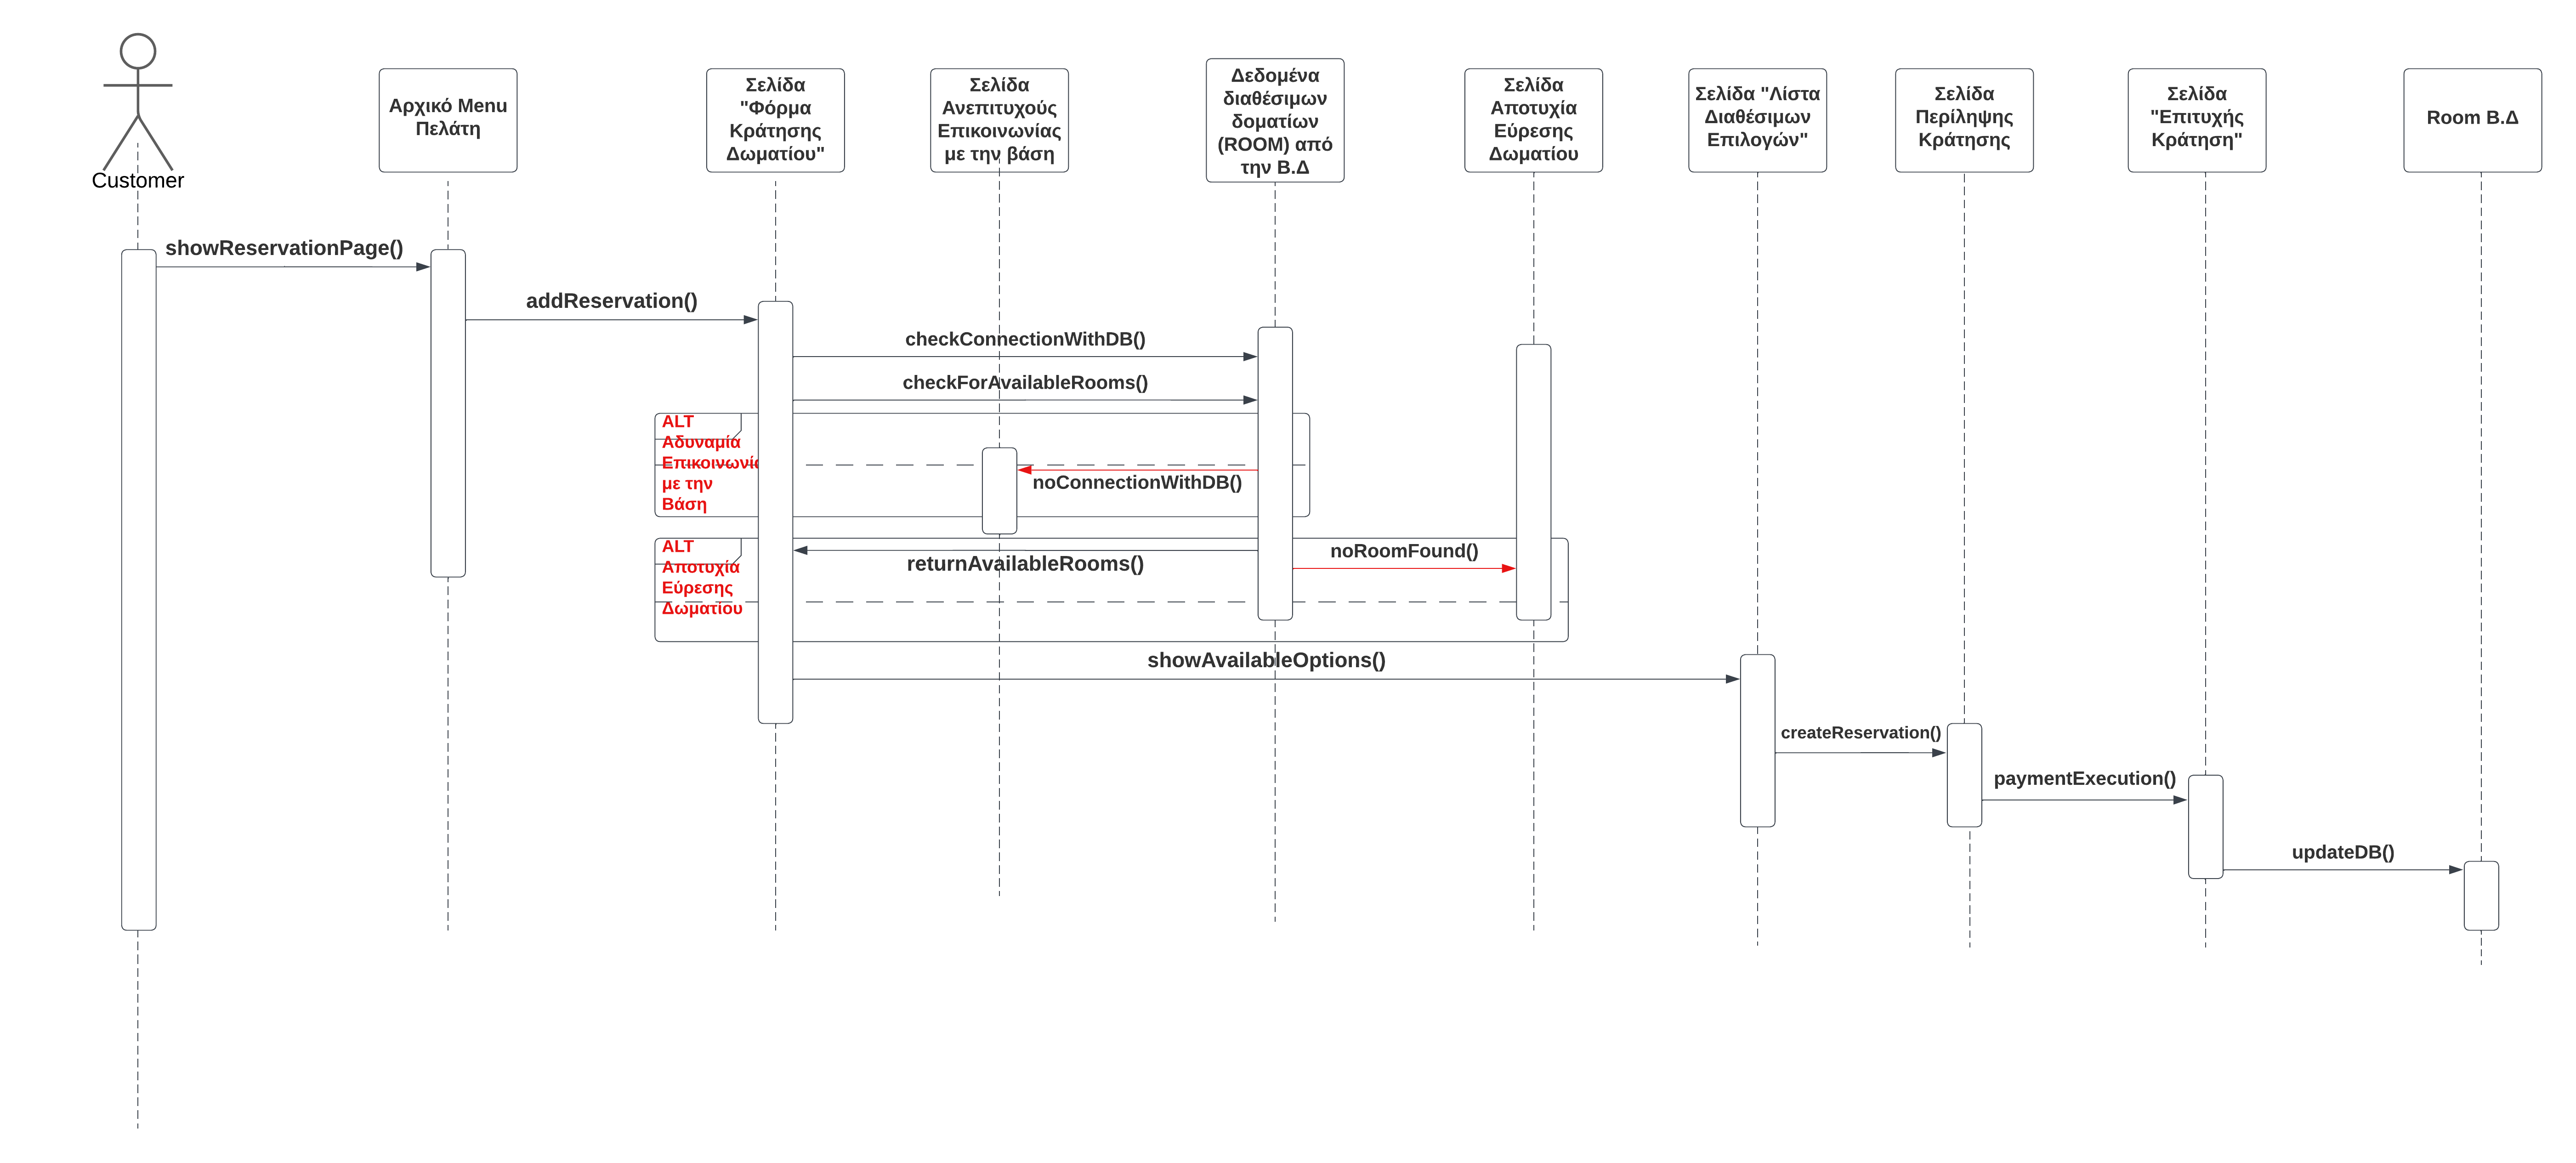 Customer
Αρχικό Menu
Πελάτη
Σελίδα
"Φόρμα
Κράτησης
Δωματίου"
Σελίδα
Ανεπιτυχούς
Επικοινωνίας
με την βάση
Δεδομένα
διαθέσιμων
δοματίων
(ROOM) από
την Β.Δ
Σελίδα
Αποτυχία
Εύρεσης
Δωματίου
Σελίδα "Λίστα
Διαθέσιμων
Επιλογών"
Σελίδα
Περίληψης
Κράτησης
Σελίδα
"Επιτυχής
Κράτηση"
Room Β.Δ
showReservationPage()
addReservation()
checkConnectionWithDB()
checkForAvailableRooms()
ALT
Αδυναμία
Επικοινωνία
με την
Βάση
noConnectionWithDB()
ALT
Αποτυχία
Εύρεσης
Δωματίου
returnAvailableRooms()
noRoomFound()
showAvailableOptions()
createReservation()
paymentExecution()
updateDB()